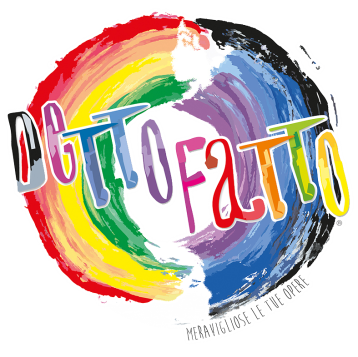 DeTTOFaTTO
®
MERAVIGLIOSE LE TUE OPERE